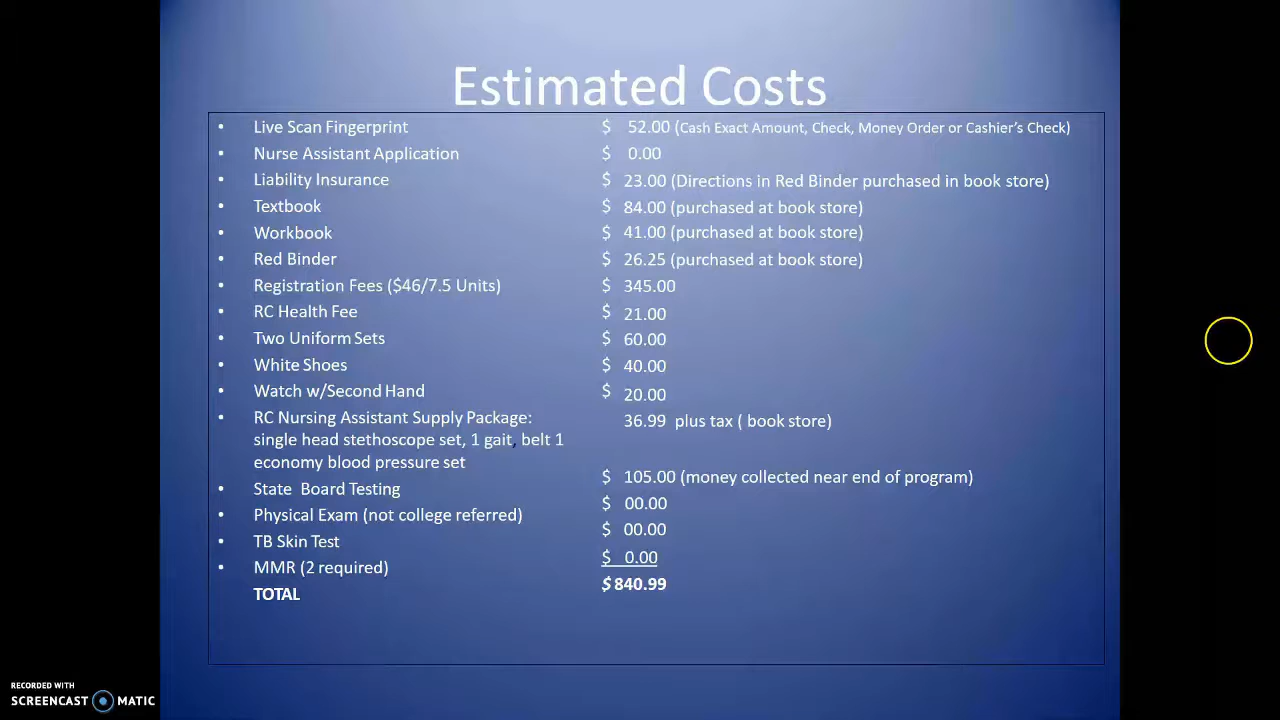 Estimated Costs
• Live Scan Fingerprint $ 52.00 (Cash Exact Amount, Check, Money Order or Cashier's Check)
• Nurse Assistant Application $ 0.00
• Liability Insurance $ 23.00 (Directions in Red Binder purchased in book store)
• Textbook $ 84.00 (purchased at book store)
• Workbook $ 41.00 (purchased at book store)
• Red Binder $ 26.25 (purchased at book store)
• Registration Fees ($46/7.5 Units) $ 345.00
• RC Health Fee $ 21.00
• Two Uniform Sets $ 60.00
• White Shoes $ 40.00
• Watch w/Second Hand $ 20.00
• RC Nursing Assistant Supply Package: 36.99 plus tax ( book store)
single head stethoscope set, 1 gait, belt 1
economy blood pressure set
• State Board Testing $ 105.00 (money collected near end of program)
• Physical Exam (not college referred) $ 00.00
• TB Skin Test $ 00.00
• MMR (2 required) $ 0.00
TOTAL $840.99
RECORDED WITH
SCREENCAST MATIC